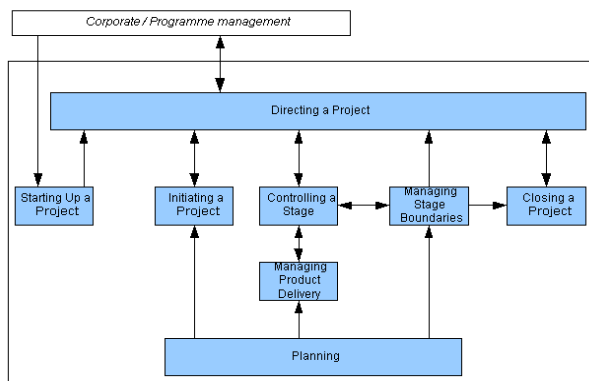 Corporate / Programme management
Directing a Project
Starting Up a
Project
Initiating a
Project
Controlling a
Stage
Managing
Stage
Boundaries
Closing a
Project
Managing
Product
Delivery
Planning